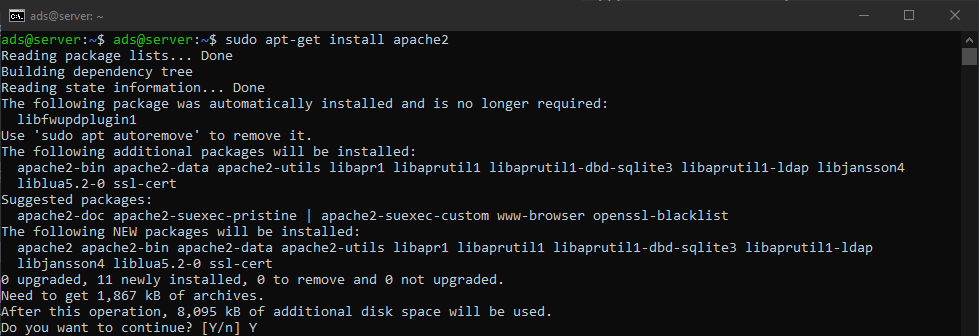 ads@server: ~
ads@server:~$ ads@server:~$ sudo apt-get install apache2
Reading package lists... Done
Building dependency tree
Reading state information... Done
The following package was automatically installed and is no longer required:
  libfwupdplugin1
Use 'sudo apt autoremove' to remove it.
The following additional packages will be installed:
  apache2-bin apache2-data apache2-utils libapr1 libaprutil1 libaprutil1-dbd-sqlite3 libaprutil1-ldap libjansson4
  liblua5.2-0 ssl-cert
Suggested packages:
  apache2-doc apache2-suexec-pristine | apache2-suexec-custom www-browser openssl-blacklist
The following NEW packages will be installed:
  apache2 apache2-bin apache2-data apache2-utils libapr1 libaprutil1 libaprutil1-dbd-sqlite3 libaprutil1-ldap
  libjansson4 liblua5.2-0 ssl-cert
0 upgraded, 11 newly installed, 0 to remove and 0 not upgraded.
Need to get 1,867 kB of archives.
After this operation, 8,095 kB of additional disk space will be used.
Do you want to continue? [Y/n] Y